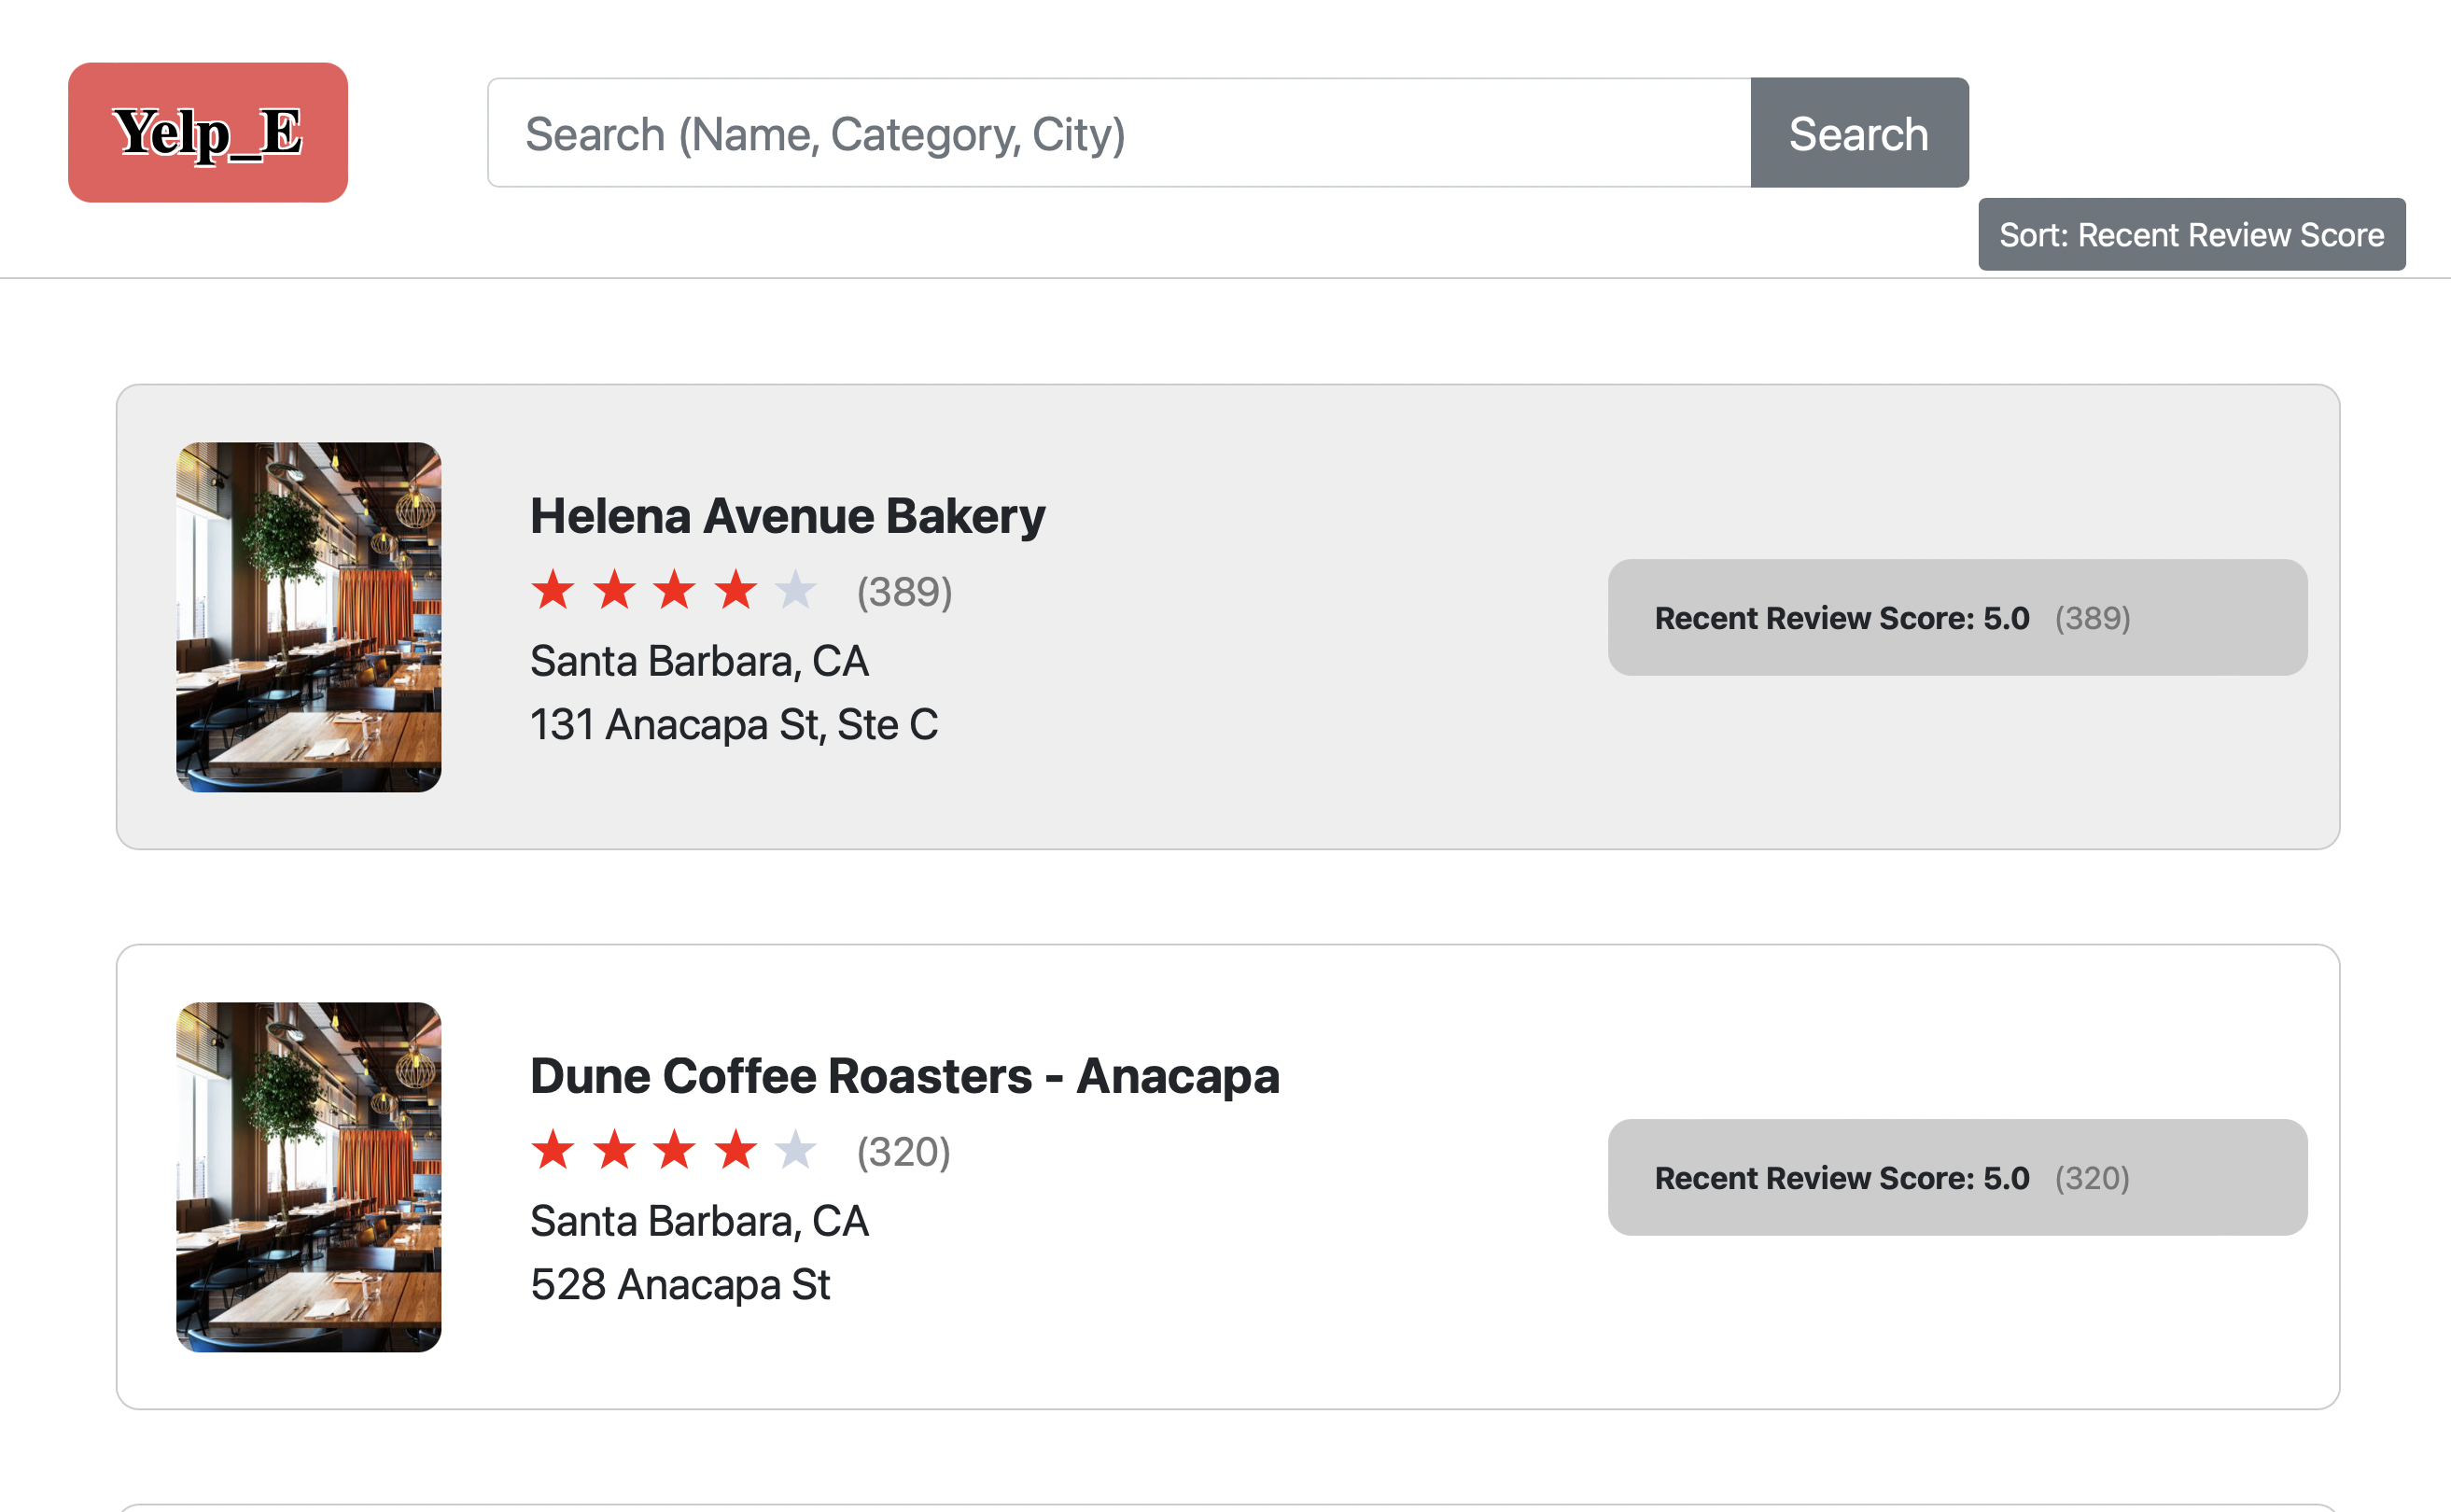 Yelp_E
Search (Name, Category, City)
Search
Sort: Recent Review Score
Helena Avenue Bakery
(389)
Santa Barbara, CA
131 Anacapa St, Ste C
Recent Review Score: 5.0 (389)
Dune Coffee Roasters - Anacapa
(320)
Santa Barbara, CA
528 Anacapa St
Recent Review Score: 5.0 (320)